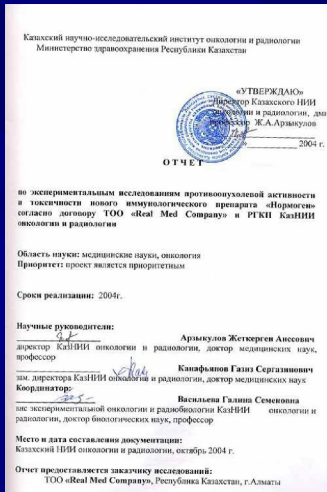 Казахский научно-исследовательский институт онкологии и радиологии
Министерство здравоохранения Республики Казахстан
«УТВЕРЖДАЮ»
Директор Казахского НИИ
онкологии и радиологии, дмн
профессор Ж.А.Арзыкулов
2004 г.
О Т Ч Е Т
по экспериментальным исследованиям противоопухолевой активности
и токсичности нового иммунологического препарата «Нормоген»
согласно договору ТОО «Real Med Company» и РГКП КазНИИ
онкологии и радиологии
Область науки: медицинские науки, онкология
Приоритет: проект является приоритетным
Сроки реализации: 2004г.
Научные руководители:
Арзыкулов Жеткерген Анесович
директор КазНИИ онкологии и радиологии, доктор медицинских наук,
профессор
Канафьянов Газиз Сергазинович
зам. директора КазНИИ онкологии и радиологии, доктор медицинских наук
Координатор:
Васильева Галина Семеновна
внс экспериментальной онкологии и радиобиологии КазНИИ онкологии и
радиологии, доктор биологических наук, профессор
Место и дата составления документации:
Казахский НИИ онкологии и радиологии, октябрь 2004 г.
Отчет предоставляется заказчику исследований:
ТОО «Real Med Company», Республика Казахстан, г.Алматы